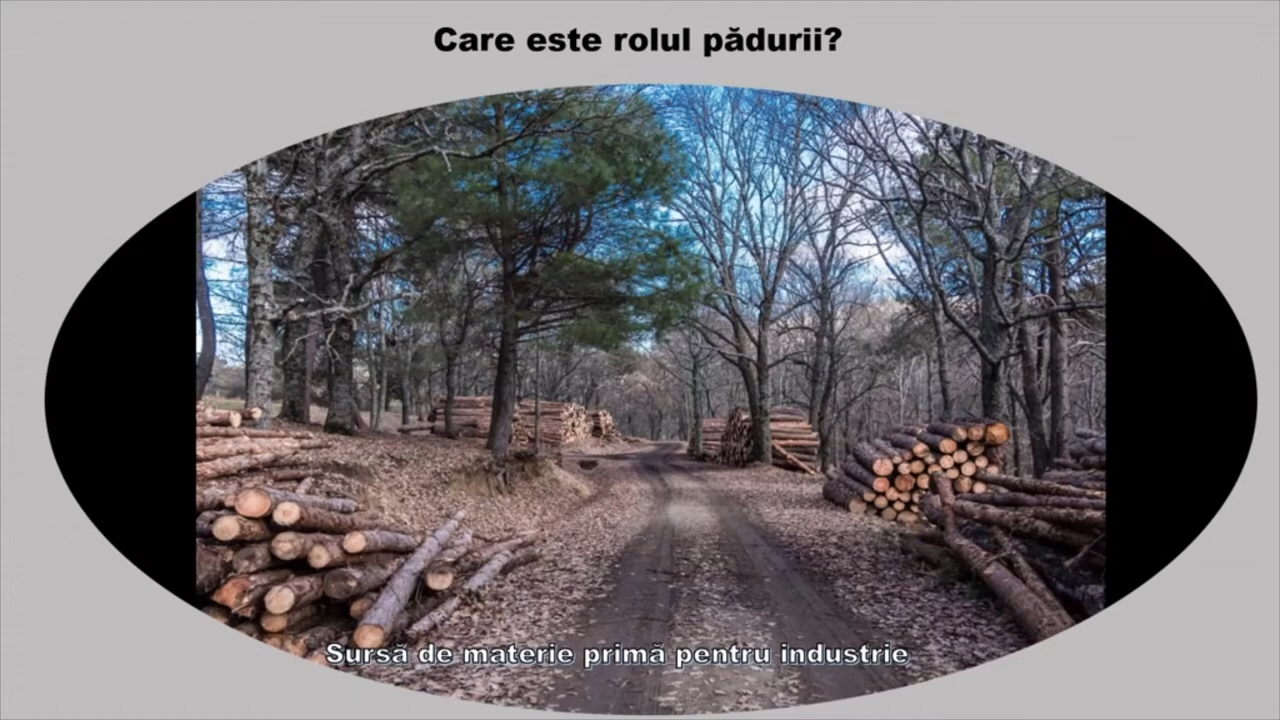 Care este rolul pădurii?
Sursă de materie primă pentru industrie